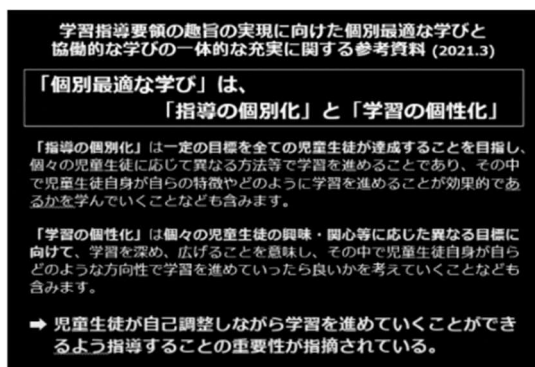 学習指導要領の趣旨の実現に向けた個別最適な学びと
協働的な学びの一体的な充実に関する参考資料 (2021.3)
「個別最適な学び」は、
「指導の個別化」と「学習の個性化」
「指導の個別化」は一定の目標を全ての児童生徒が達成することを目指し、
個々の児童生徒に応じて異なる方法等で学習を進めることであり、その中
で児童生徒自身が自らの特徴やどのように学習を進めることが効果的であ
るかを学んでいくことなども含みます。
「学習の個性化」は個々の児童生徒の興味・関心等に応じた異なる目標に
向けて、学習を深め、広げることを意味し、その中で児童生徒自身が自ら
どのような方向性で学習を進めていったら良いかを考えていくことなども
含みます。
➡ 児童生徒が自己調整しながら学習を進めていくことができ
るよう指導することの重要性が指摘されている。